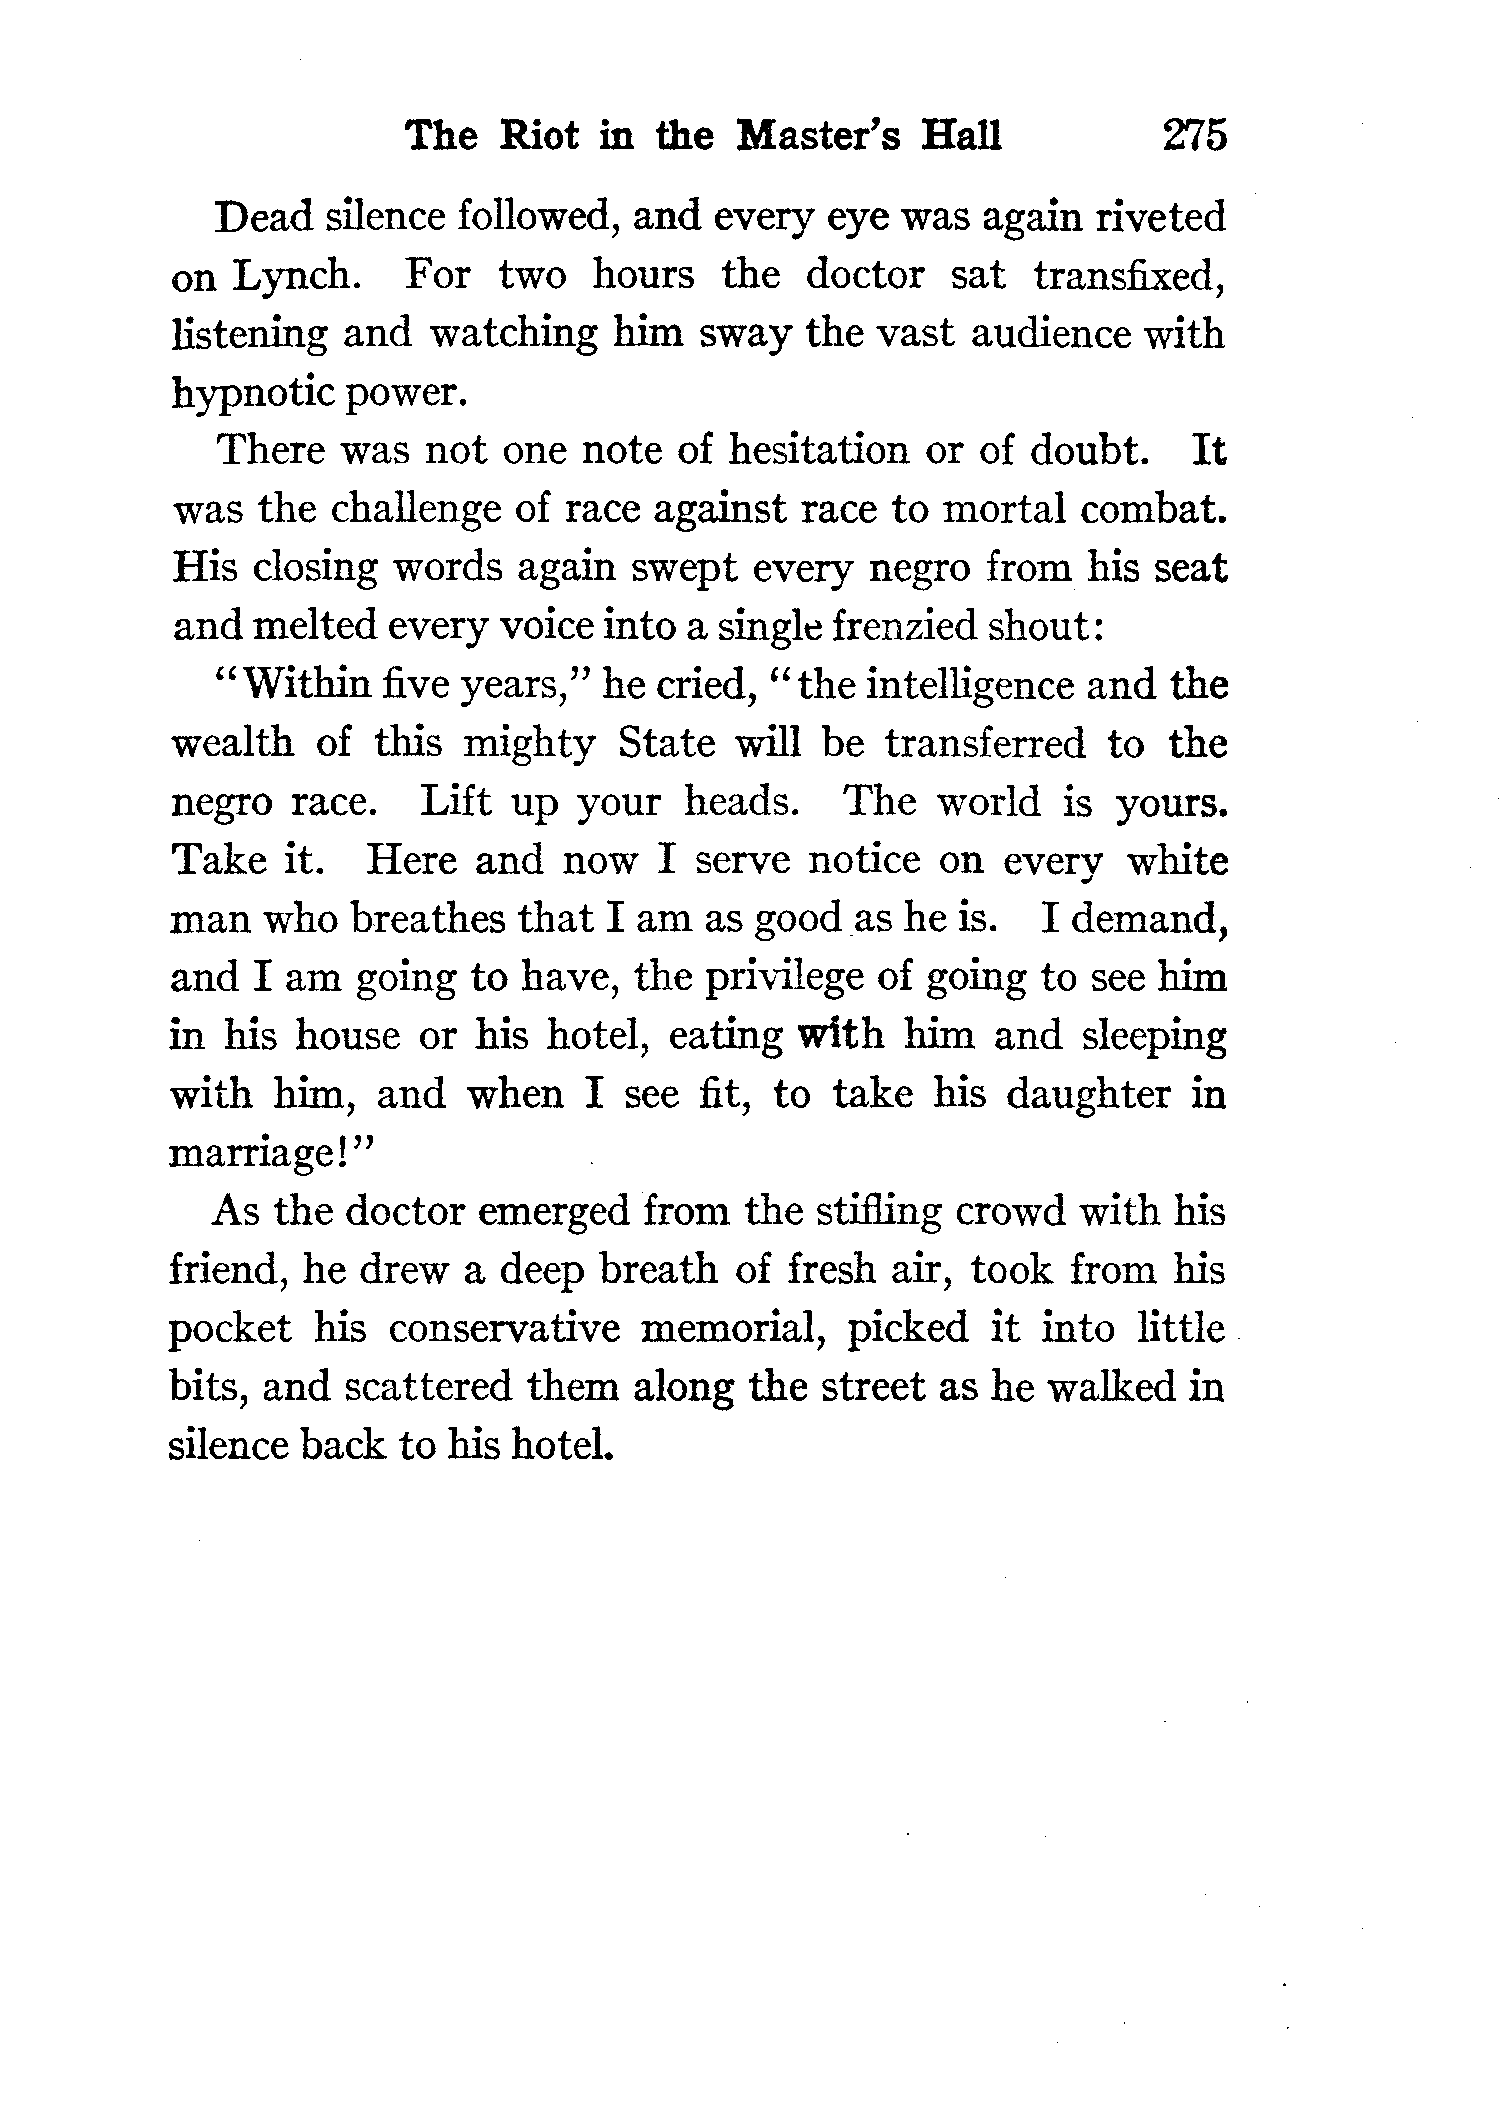 The Riot in the Master's Hall 275
Dead silence followed, and every eye was again riveted
on Lynch. For two hours the doctor sat transfixed,
listening and watching him sway the vast audience with
hypnotic power.
There was not one note of hesitation or of doubt. It
was the challenge of race against race to mortal combat.
His closing words again swept every negro from his seat
and melted every voice into a single frenzied shout:
"Within five years," he cried, "the intelligence and the
wealth of this mighty State will be transferred to the
negro race. Lift up your heads. The world is yours.
Take it. Here and now I serve notice on every white
man who breathes that I am as good as he is. I demand,
and I am going to have, the privilege of going to see him
in his house or his hotel, eating with him and sleeping
with him, and when I see fit, to take his daughter in
marriage!"
As the doctor emerged from the stifling crowd with his
friend, he drew a deep breath of fresh air, took from his
pocket his conservative memorial, picked it into little
bits, and scattered them along the street as he walked in
silence back to his hotel.